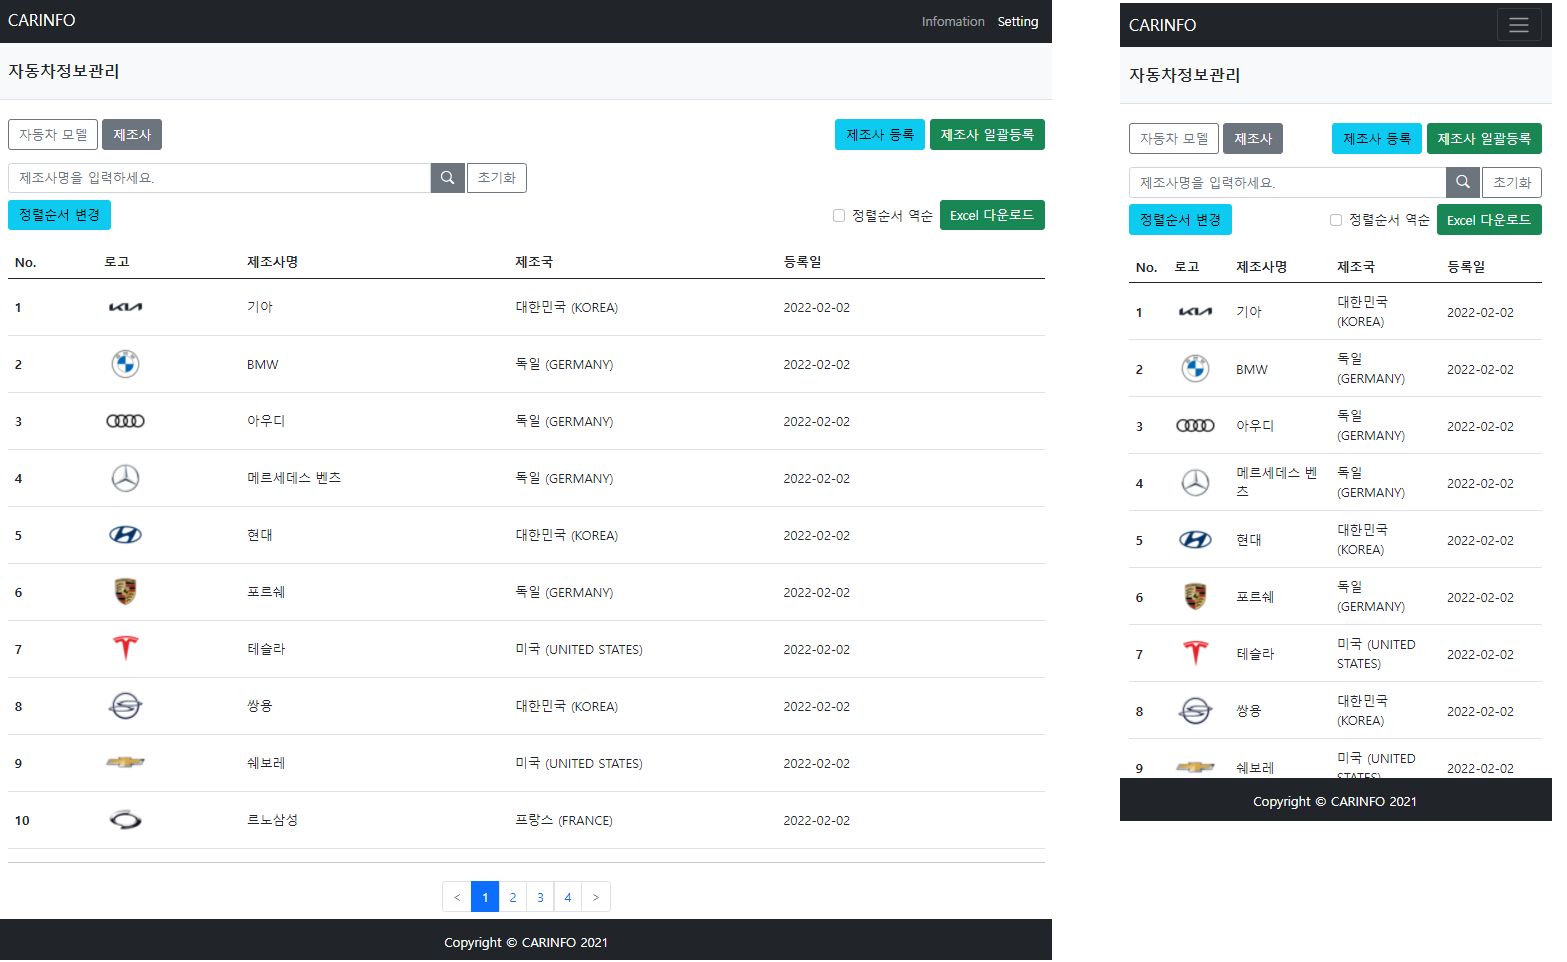 CARINFO
Infomation Setting
자동차정보관리
자동차 모델 제조사 제조사 등록 제조사 일괄등록
제조사명을 입력하세요. 초기화
정렬순서 변경 정렬순서 역순 Excel 다운로드
No. 로고 제조사명 제조국 등록일
1 기아 대한민국 (KOREA) 2022-02-02
2 BMW 독일 (GERMANY) 2022-02-02
3 아우디 독일 (GERMANY) 2022-02-02
4 메르세데스 벤츠 독일 (GERMANY) 2022-02-02
5 현대 대한민국 (KOREA) 2022-02-02
6 포르쉐 독일 (GERMANY) 2022-02-02
7 테슬라 미국 (UNITED STATES) 2022-02-02
8 쌍용 대한민국 (KOREA) 2022-02-02
9 쉐보레 미국 (UNITED STATES) 2022-02-02
10 르노삼성 프랑스 (FRANCE) 2022-02-02
< 1 2 3 4 >
Copyright © CARINFO 2021
CARINFO
자동차정보관리
자동차 모델 제조사 제조사 등록 제조사 일괄등록
제조사명을 입력하세요. 초기화
정렬순서 변경 정렬순서 역순 Excel 다운로드
No. 로고 제조사명 제조국 등록일
1 기아 대한민국
(KOREA) 2022-02-02
2 BMW 독일
(GERMANY) 2022-02-02
3 아우디 독일
(GERMANY) 2022-02-02
4 메르세데스 벤
츠 독일
(GERMANY) 2022-02-02
5 현대 대한민국
(KOREA) 2022-02-02
6 포르쉐 독일
(GERMANY) 2022-02-02
7 테슬라 미국 (UNITED
STATES) 2022-02-02
8 쌍용 대한민국
(KOREA) 2022-02-02
9 쉐보레 미국 (UNITED
STATES) 2022-02-02
Copyright © CARINFO 2021